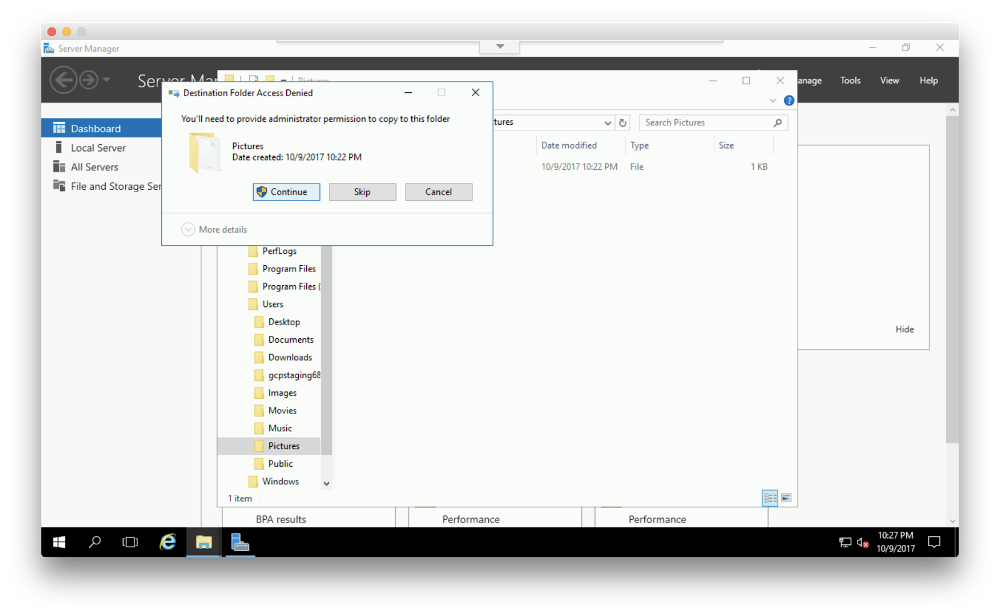 Server Manager
Server Mar
Pictures
anage
Tools
View
Help
Destination Folder Access Denied
You'll need to provide administrator permission to copy to this folder
Pictures
Date created: 10/9/2017 10:22 PM
Continue
Skip
Cancel
More details
tures
Search Pictures
Date modified
Type
Size
10/9/2017 10:22 PM
File
1 KB
Dashboard
Local Server
All Servers
File and Storage Ser
PerfLogs
Program Files
Program Files (
Users
Desktop
Documents
Downloads
gcpstaging68
Images
Movies
Music
Pictures
Public
Windows
1 item
Hide
BPA results
Performance
Performance
10:27 PM
10/9/2017